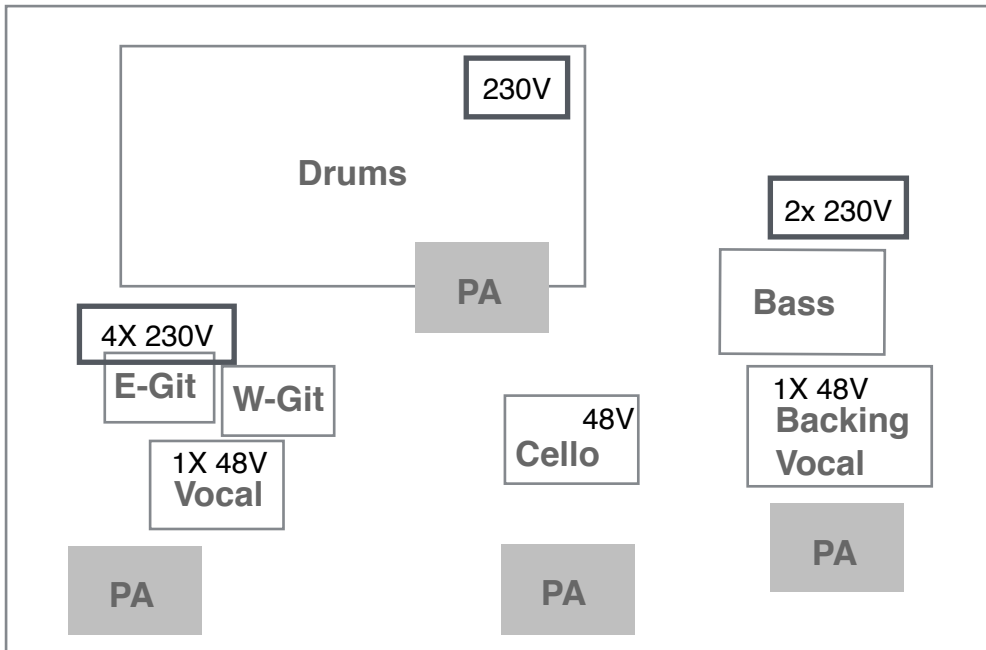 230V
Drums
2x 230V
PA
Bass
4X 230V
E-Git
W-Git
1X 48V
Backing
Vocal
48V
Cello
1X 48V
Vocal
PA
PA
PA